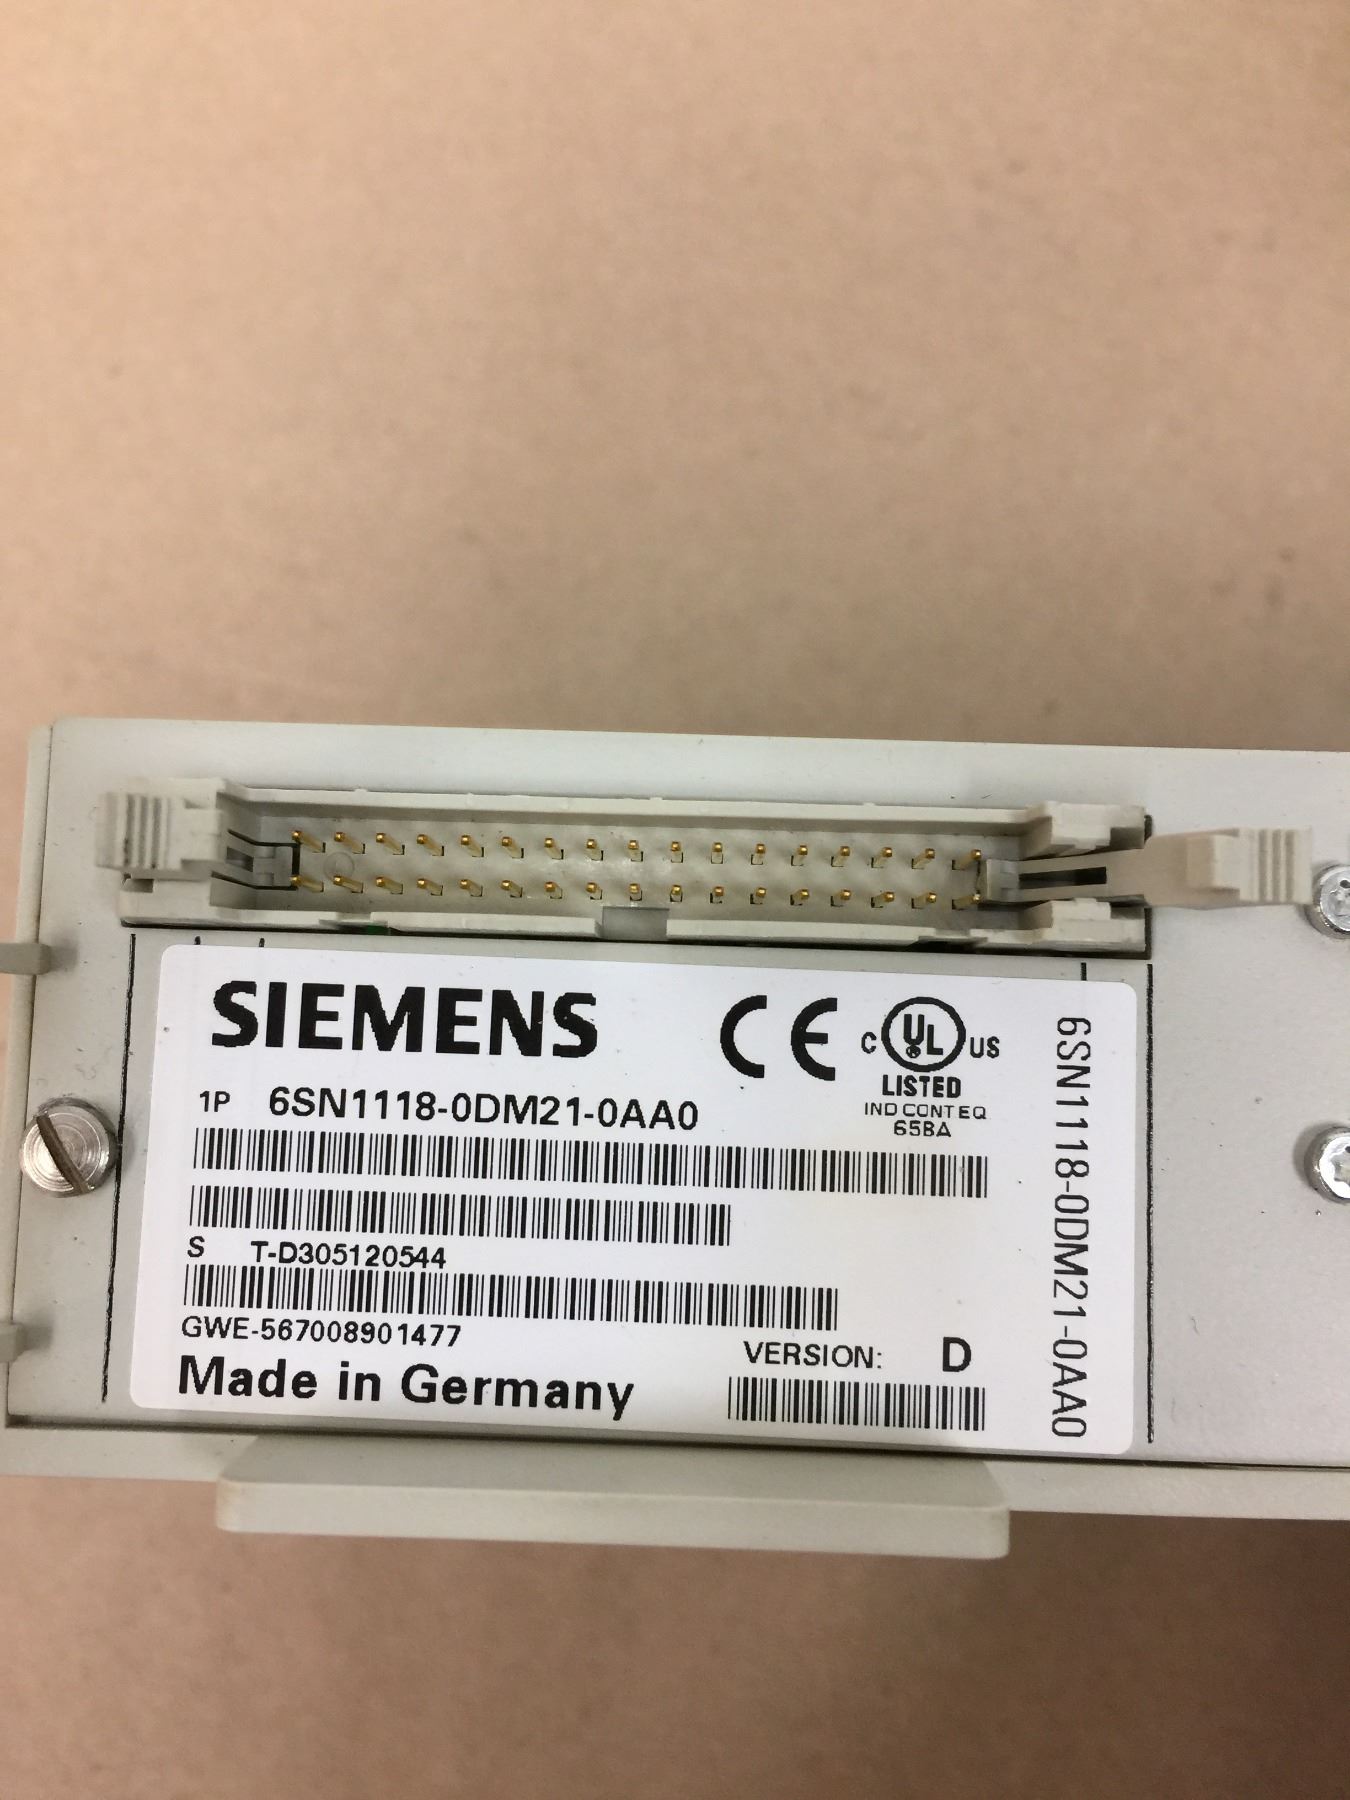 SIEMENS
CE
C UL US
®
LISTED
IND CONT EQ
65BA
1P 6SN1118-0DM21-0AA0
S T-D305120544
GWE-567008901477
VERSION: D
Made in Germany
6SN1118-0DM21-0AA0